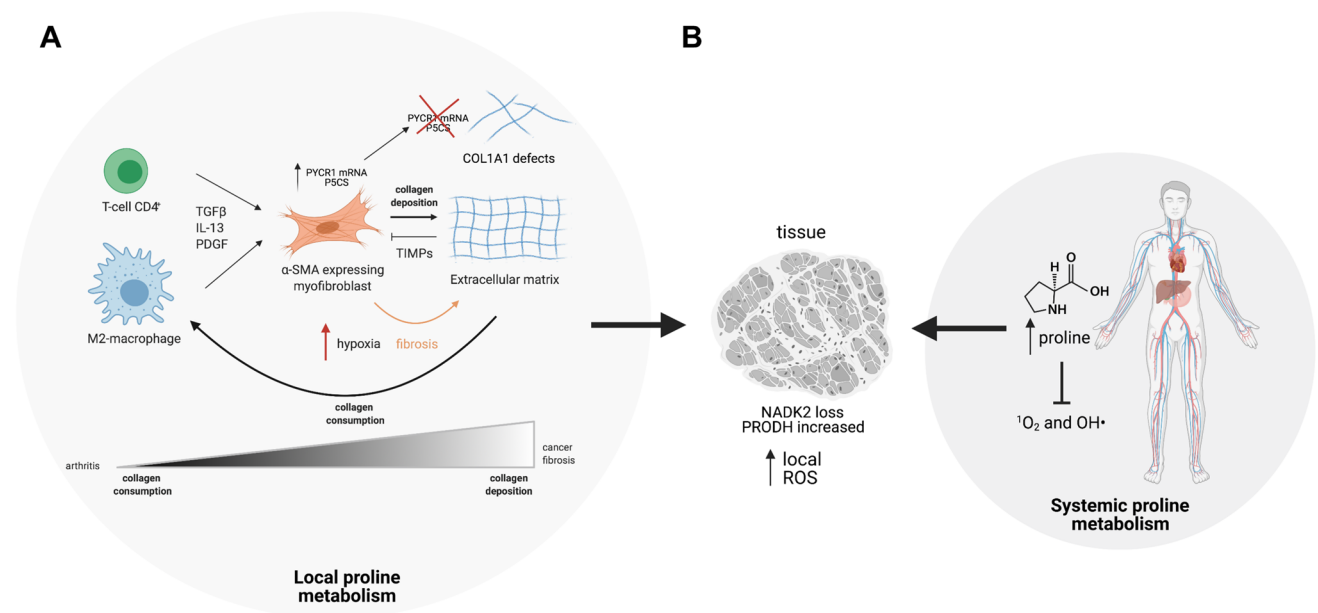 A
B
PYCR1 mRNA
P5CS
COL1A1 defects
PYCR1 mRNA
P5CS
T-cell CD4⁺
TGFβ
IL-13
PDGF
collagen
deposition
TIMPs
α-SMA expressing
myofibroblast
Extracellular matrix
M2-macrophage
hypoxia
fibrosis
collagen
consumption
arthritis
cancer
fibrosis
collagen
consumption
collagen
deposition
Local proline
metabolism
tissue
NADK2 loss
PRODH increased
local
ROS
H
O
OH
NH
proline
¹O₂ and OH•
Systemic proline
metabolism